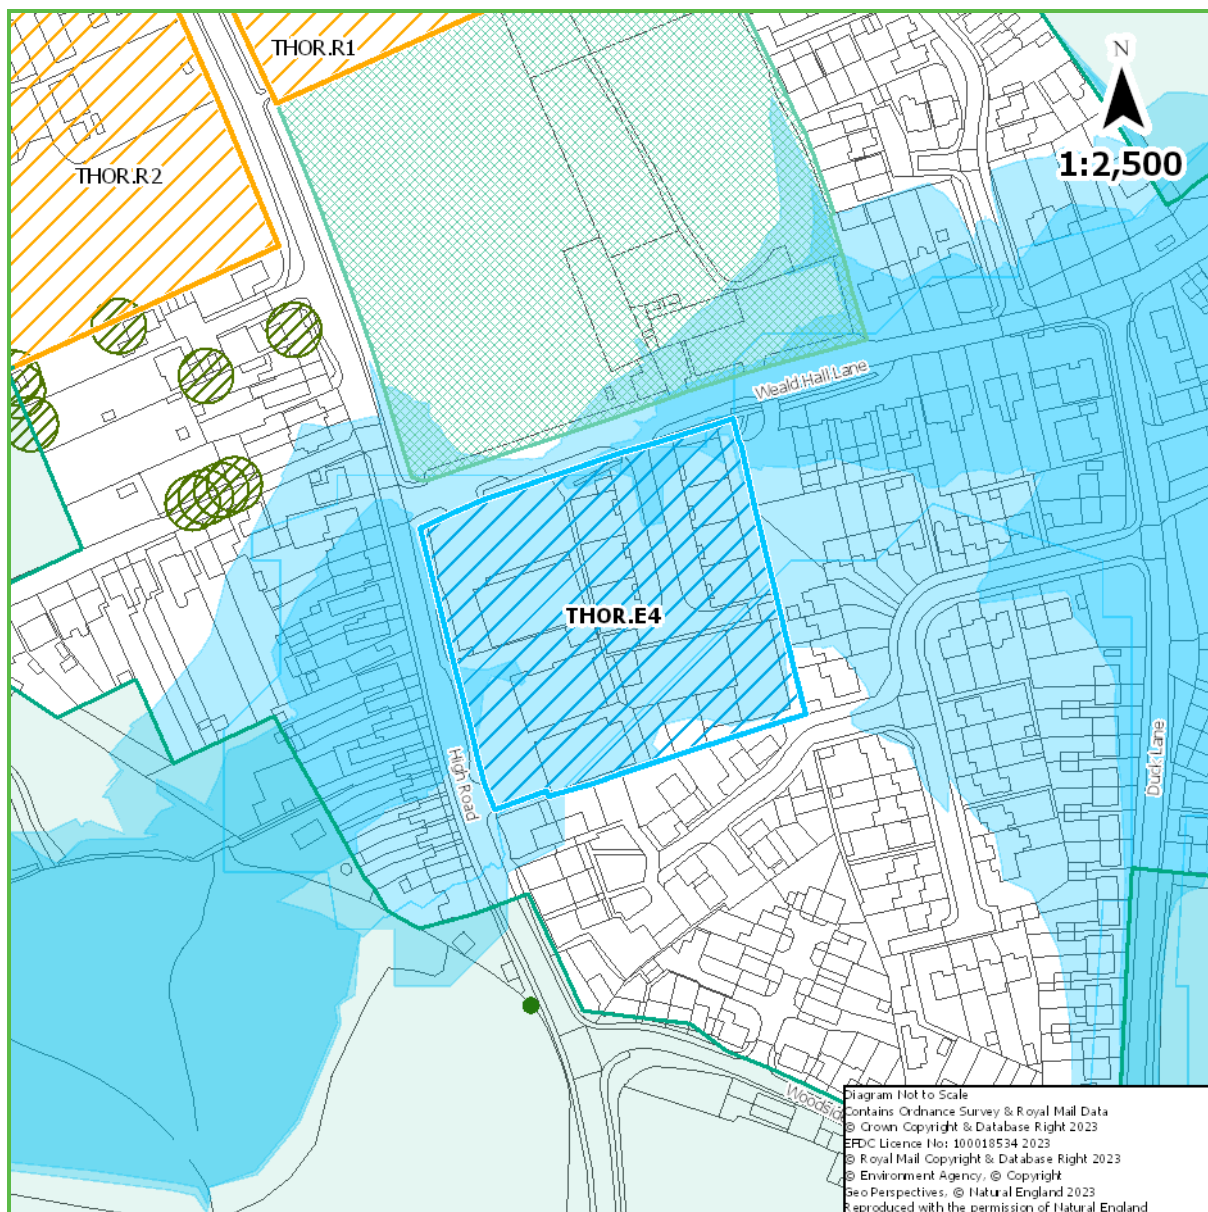 THOR.R1
N
1:2,500
THOR.R2
Weald Hall Lane
THOR.E4
High Road
Duck Lane
Diagram Not to Scale
Contains Ordnance Survey & Royal Mail Data
© Crown Copyright & Database Right 2023
EFDC Licence No: 100018534 2023
© Royal Mail Copyright & Database Right 2023
© Environment Agency, © Copyright
Geo Perspectives, © Natural England 2023
Reproduced with the permission of Natural England
Woodside